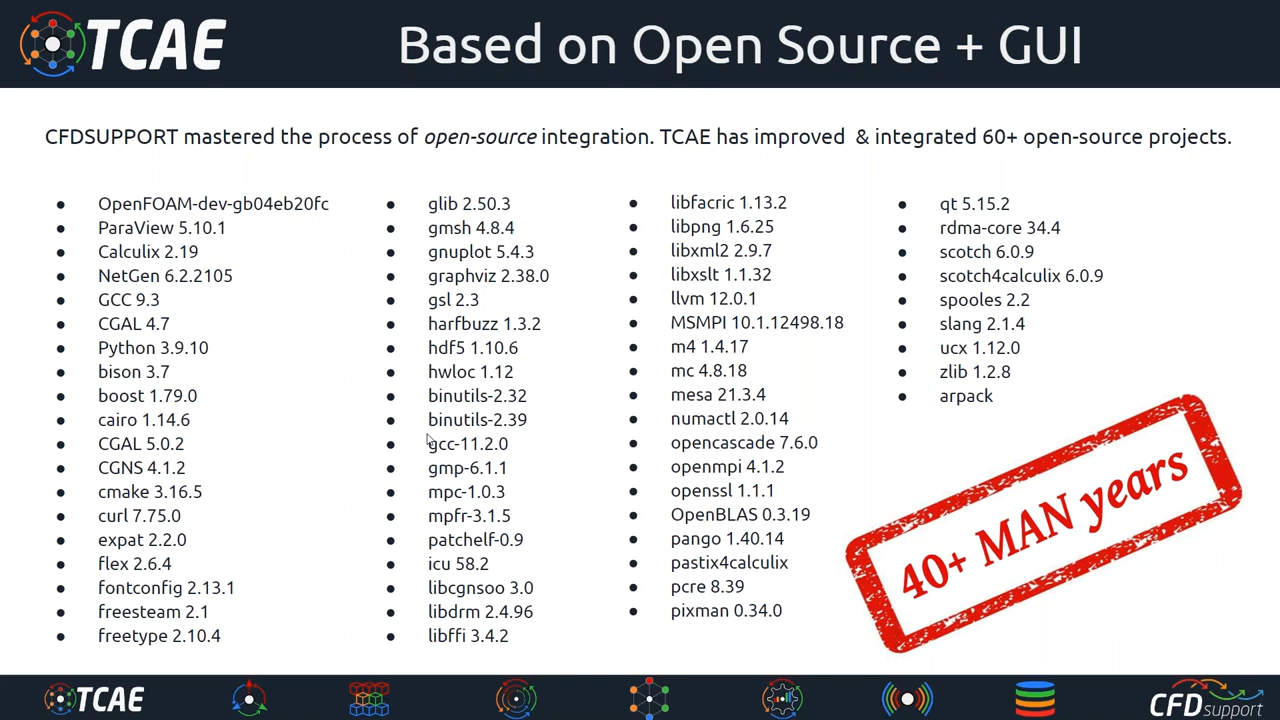 TCAE
Based on Open Source + GUI
CFDSUPPORT mastered the process of open-source integration. TCAE has improved & integrated 60+ open-source projects.
OpenFOAM-dev-gb04eb20fc
ParaView 5.10.1
Calculix 2.19
NetGen 6.2.2105
GCC 9.3
CGAL 4.7
Python 3.9.10
bison 3.7
boost 1.79.0
cairo 1.14.6
CGAL 5.0.2
CGNS 4.1.2
cmake 3.16.5
curl 7.75.0
expat 2.2.0
flex 2.6.4
fontconfig 2.13.1
freesteam 2.1
freetype 2.10.4
glib 2.50.3
gmsh 4.8.4
gnuplot 5.4.3
graphviz 2.38.0
gsl 2.3
harfbuzz 1.3.2
hdf5 1.10.6
hwloc 1.12
binutils-2.32
binutils-2.39
gcc-11.2.0
gmp-6.1.1
mpc-1.0.3
mpfr-3.1.5
patchelf-0.9
icu 58.2
libcgnsoo 3.0
libdrm 2.4.96
libffi 3.4.2
libfacric 1.13.2
libpng 1.6.25
libxml2 2.9.7
libxslt 1.1.32
llvm 12.0.1
MSMPI 10.1.12498.18
m4 1.4.17
mc 4.8.18
mesa 21.3.4
numactl 2.0.14
opencascade 7.6.0
openmpi 4.1.2
openssl 1.1.1
OpenBLAS 0.3.19
pango 1.40.14
pastix4calculix
pcre 8.39
pixman 0.34.0
qt 5.15.2
rdma-core 34.4
scotch 6.0.9
scotch4calculix 6.0.9
spooles 2.2
slang 2.1.4
ucx 1.12.0
zlib 1.2.8
arpack
40+ MAN years
TCAE
CFD support